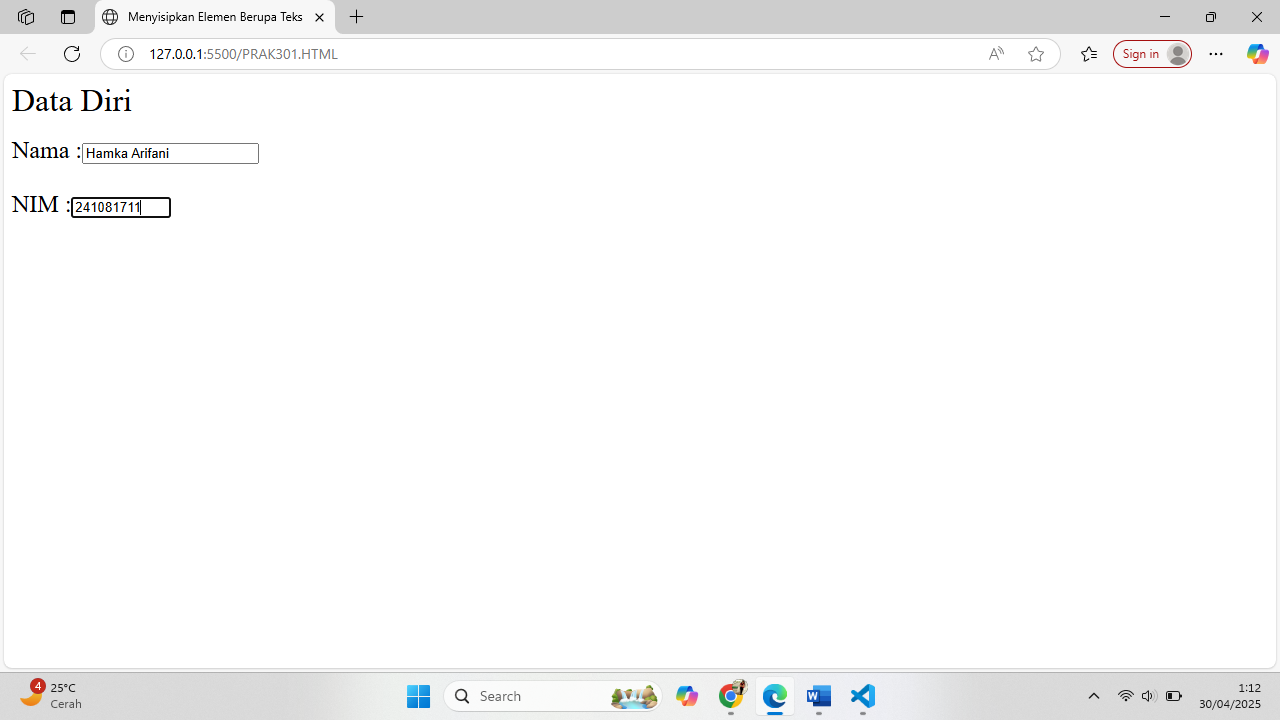 Menyisipkan Elemen Berupa Teks
127.0.0.1:5500/PRAK301.HTML
Sign in
Data Diri
Nama :Hamka Arifani
NIM :241081711
4
25°C
Cerah
Search
1:12
30/04/2025